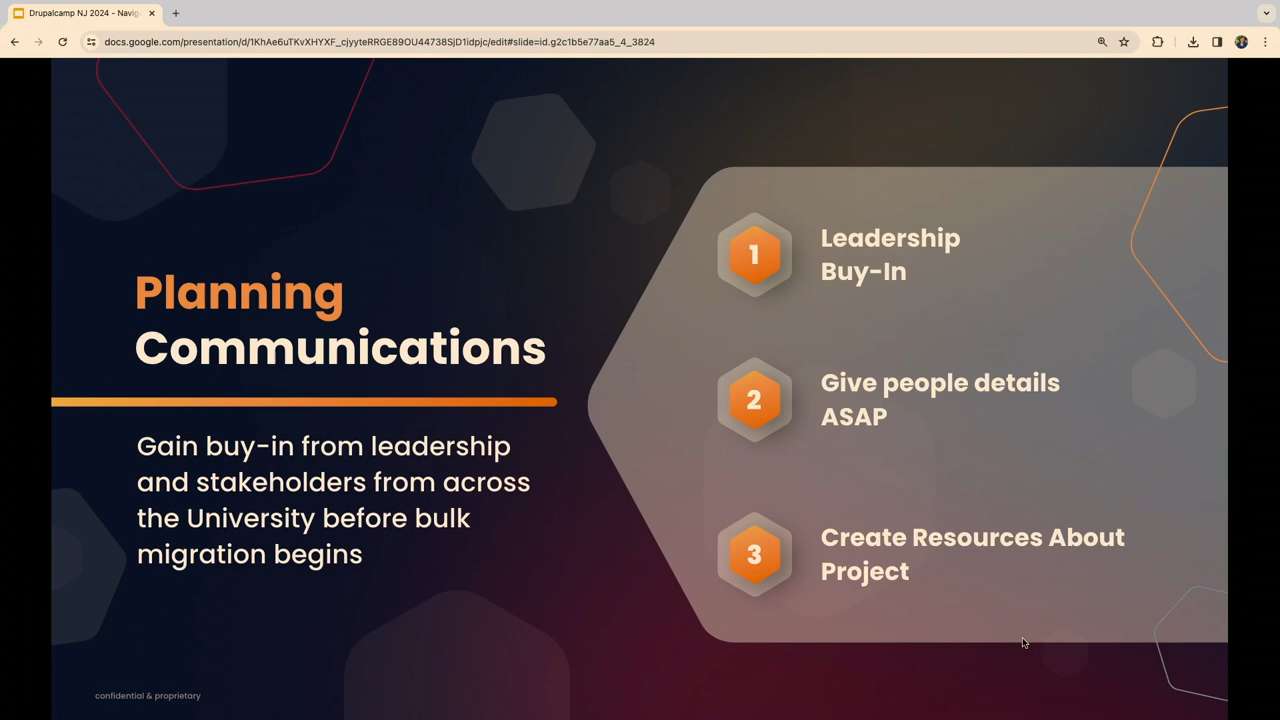 Drupalcamp NJ 2024 - Navig
docs.google.com/presentation/d/1KhAe6uTKvXHYXF_cjyyteRRGE89OU44738SjD1idpjc/edit#slide=id.g2c1b5e77aa5_4_3824
Planning
Communications
Gain buy-in from leadership
and stakeholders from across
the University before bulk
migration begins
1
Leadership
Buy-In
2
Give people details
ASAP
3
Create Resources About
Project
confidential & proprietary